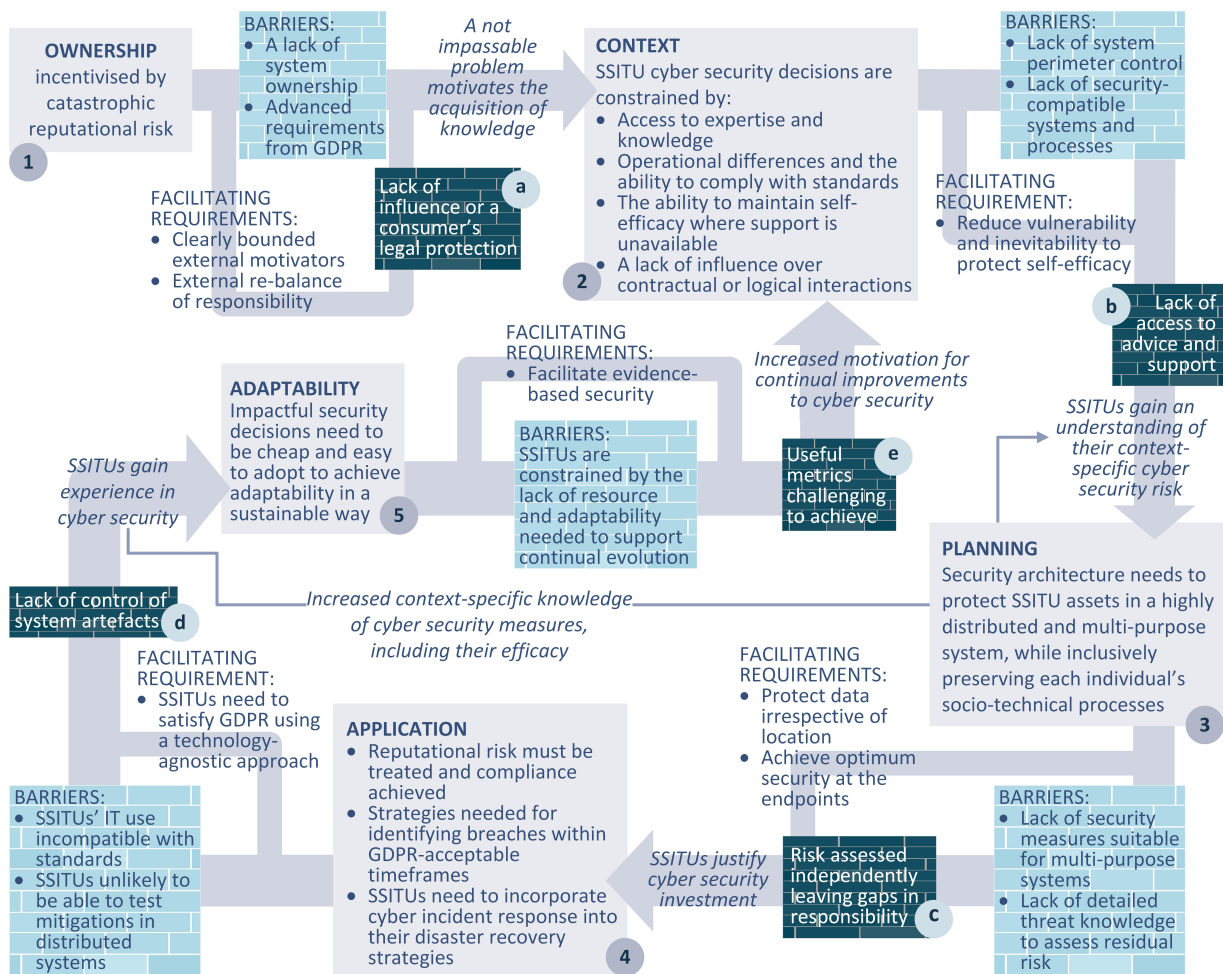 OWNERSHIP
incentivised by
catastrophic
reputational risk
1
BARRIERS:
• A lack of
system
ownership
• Advanced
requirements
from GDPR
FACILITATING
REQUIREMENTS:
• Clearly bounded
external motivators
• External re-balance
of responsibility
Lack of
influence or a
consumer's
legal protection
a
A not
impassable
problem
motivates the
acquisition of
knowledge
CONTEXT
SSITU cyber security decisions are
constrained by:
• Access to expertise and
knowledge
• Operational differences and the
ability to comply with standards
• The ability to maintain self-
efficacy where support is
unavailable
• A lack of influence over
contractual or logical interactions
2
BARRIERS:
• Lack of system
perimeter control
• Lack of security-
compatible
systems and
processes
FACILITATING
REQUIREMENT:
• Reduce vulnerability
and inevitability to
protect self-efficacy
b
Lack of
access to
advice and
support
SSITUs gain an
understanding of
their context-
specific cyber
security risk
PLANNING
Security architecture needs to
protect SSITU assets in a highly
distributed and multi-purpose
system, while inclusively
preserving each individual's
socio-technical processes
3
BARRIERS:
• Lack of security
measures suitable
for multi-purpose
systems
• Lack of detailed
threat knowledge
to assess residual
risk
FACILITATING
REQUIREMENTS:
• Protect data
irrespective of
location
• Achieve optimum
security at the
endpoints
Risk assessed
independently
leaving gaps in
responsibility
c
SSITUs justify
cyber security
investment
APPLICATION
• Reputational risk must be
treated and compliance
achieved
• Strategies needed for
identifying breaches within
GDPR-acceptable
timeframes
• SSITUs need to incorporate
cyber incident response into
their disaster recovery
strategies
4
BARRIERS:
• SSITUs' IT use
incompatible with
standards
• SSITUs unlikely to
be able to test
mitigations in
distributed
systems
FACILITATING
REQUIREMENT:
• SSITUs need to
satisfy GDPR using
a technology-
agnostic approach
Lack of control of
system artefacts
d
SSITUs gain
experience in
cyber security
Increased context-specific knowledge
of cyber security measures,
including their efficacy
ADAPTABILITY
Impactful security
decisions need to
be cheap and easy
to adopt to achieve
adaptability in a
sustainable way
5
FACILITATING
REQUIREMENTS:
• Facilitate evidence-
based security
BARRIERS:
SSITUs are
constrained by the
lack of resource
and adaptability
needed to support
continual evolution
Useful
metrics
challenging
to achieve
e
Increased motivation for
continual improvements
to cyber security